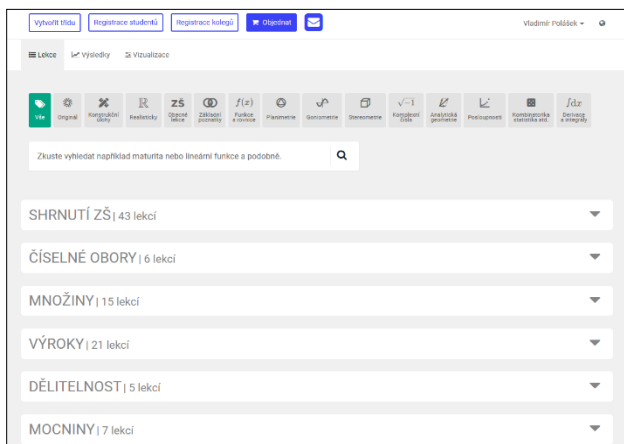 Vytvořit třídu Registrace studentů Registrace kolegů Objednat Vladimír Polášek
Lekce Výsledky Vizualizace
ℝ ZŠ f(x) √−1 ∫dx
Vše Originál Konstrukční úlohy Realisticky Obecné lekce Základní poznatky Funkce a rovnice Planimetrie Goniometrie Stereometrie Komplexní čísla Analytická geometrie Posloupnosti Kombinatorika statistika atd. Derivace a integrály
Zkuste vyhledat například maturita nebo lineární funkce a podobně.
SHRNUTÍ ZŠ | 43 lekcí
ČÍSELNÉ OBORY | 6 lekcí
MNOŽINY | 15 lekcí
VÝROKY | 21 lekcí
DĚLITELNOST | 5 lekcí
MOCNINY | 7 lekcí